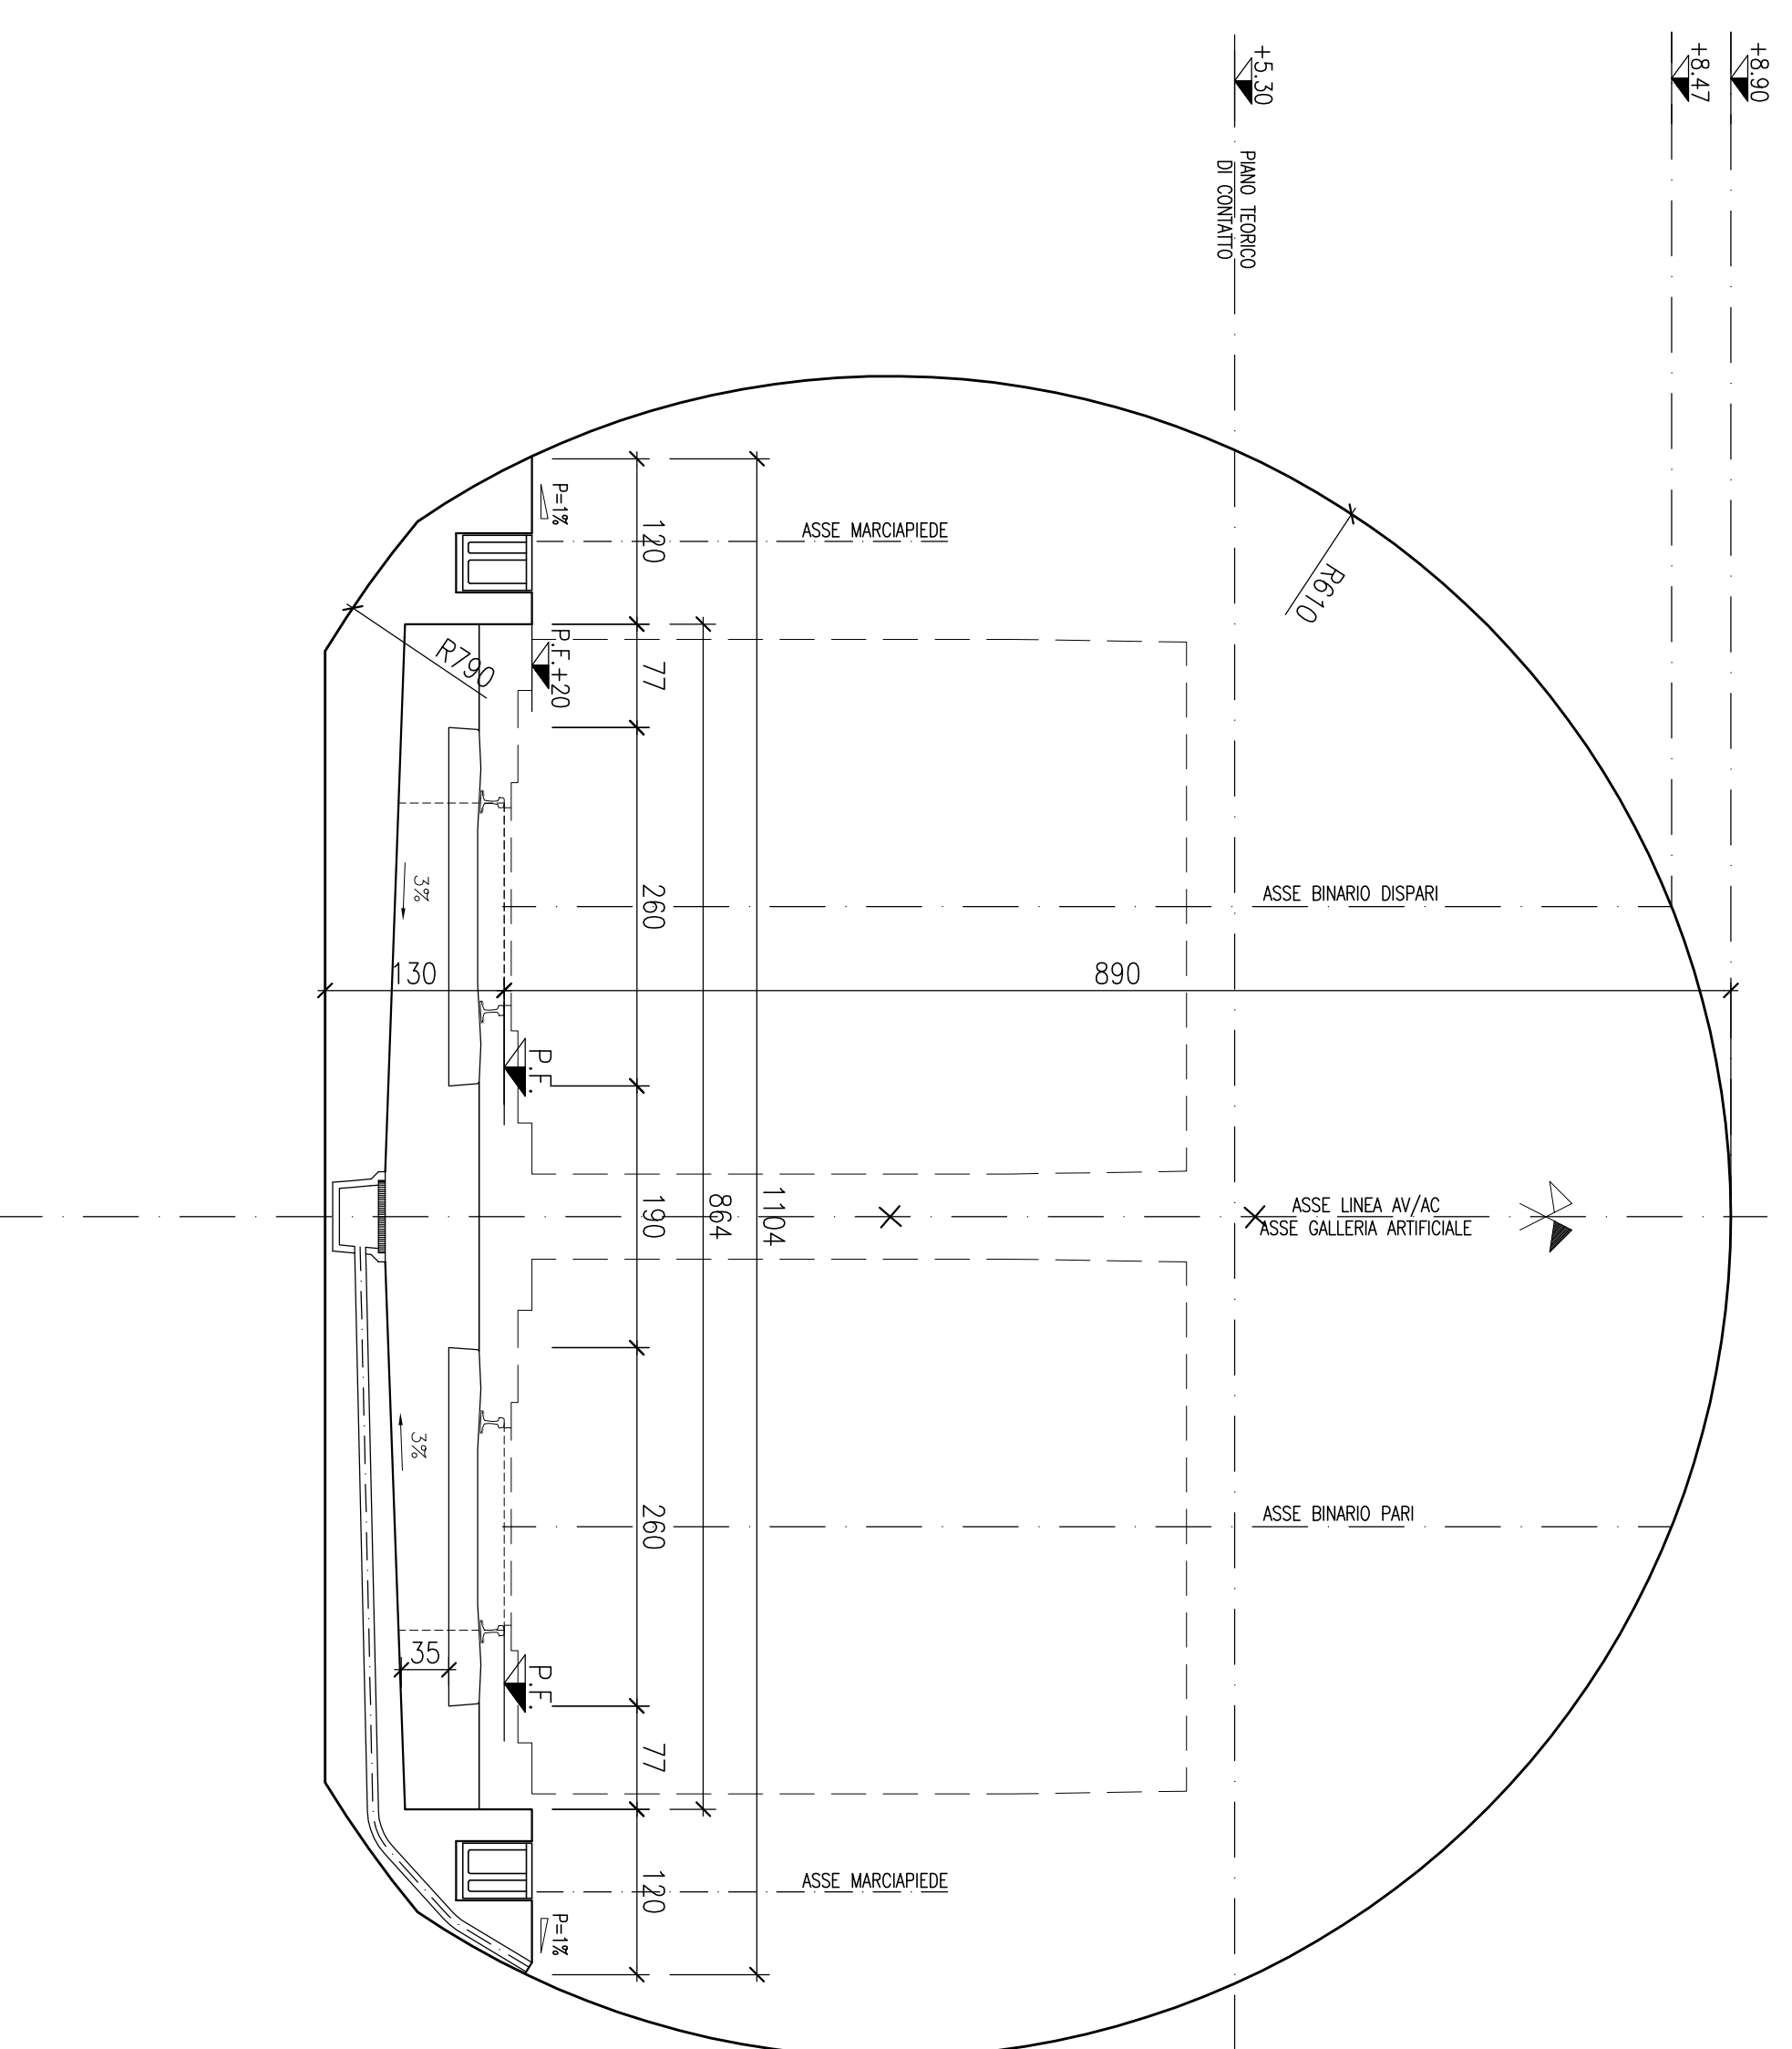 +8.90
+8.47
+5.30
PIANO TEORICO
DI CONTATTO
R610
ASSE MARCIAPIEDE
P=1%
120
R790
P.F.+20
77
ASSE BINARIO DISPARI
260
3%
130
890
P.F.
ASSE LINEA AV/AC
ASSE GALLERIA ARTIFICIALE
1104
864
190
3%
ASSE BINARIO PARI
260
35
P.F.
77
ASSE MARCIAPIEDE
120
P=1%